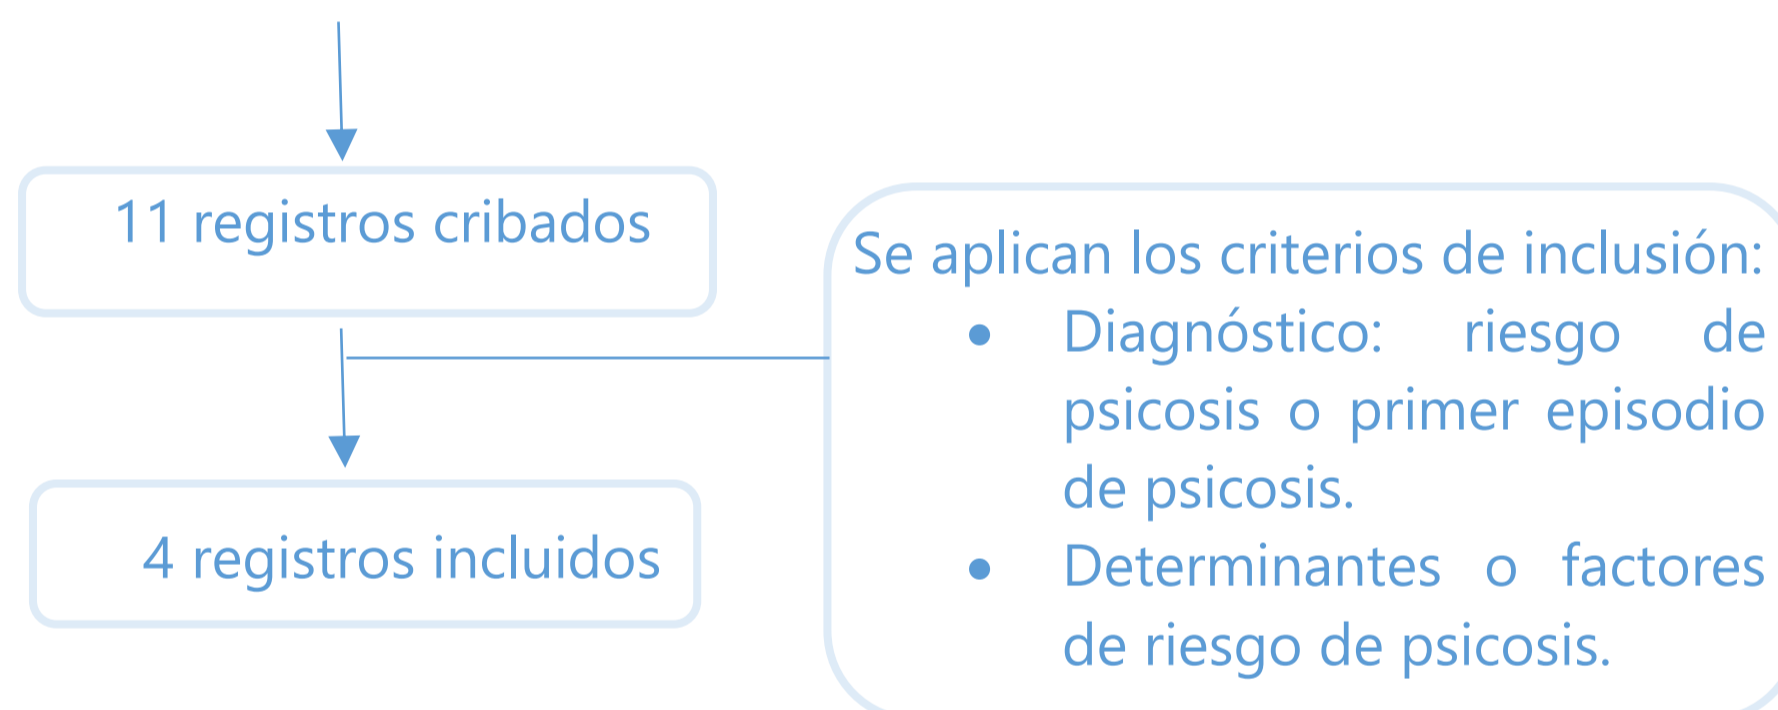 11 registros cribados
Se aplican los criterios de inclusión:
● Diagnóstico: riesgo de
psicosis o primer episodio
de psicosis.
● Determinantes o factores
de riesgo de psicosis.
4 registros incluidos